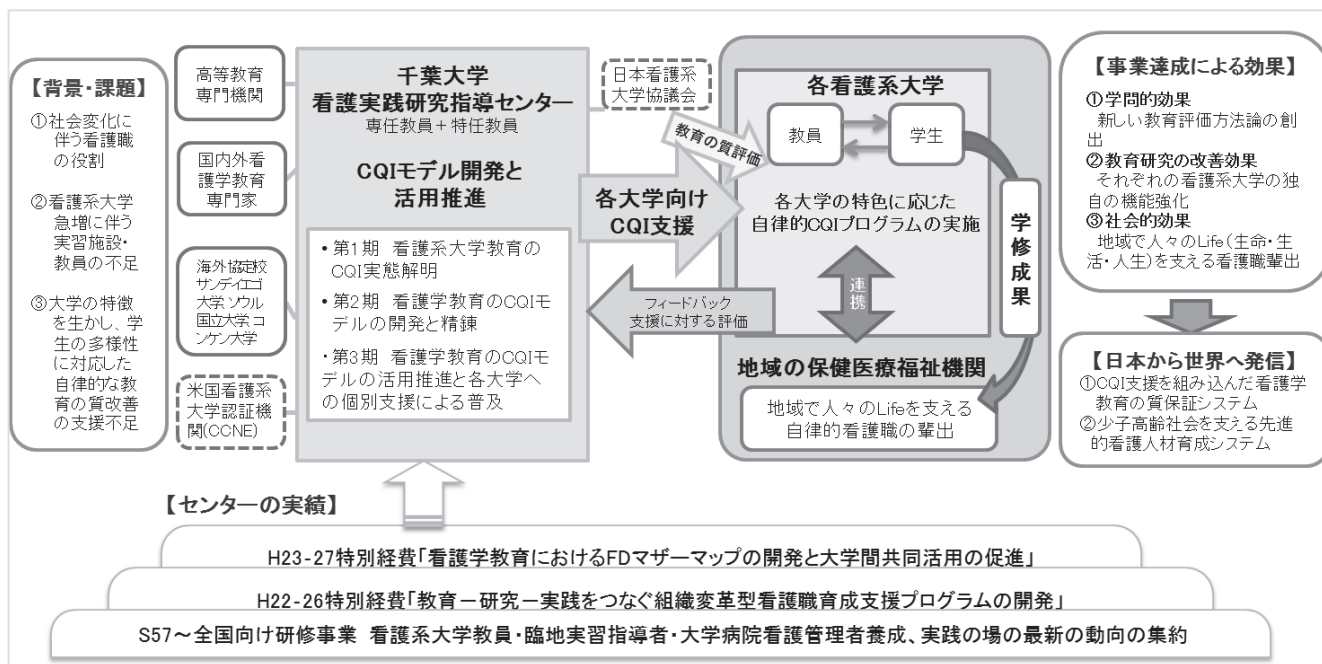 【背景・課題】
①社会変化に
伴う看護職
の役割
②看護系大学
急増に伴う
実習施設・
教員の不足
③大学の特徴
を生かし、学
生の多様性
に対応した
自律的な教
育の質改善
の支援不足
高等教育
専門機関
国内外看
護学教育
専門家
海外協定校
サンディエゴ
大学,ソウル
国立大学,コ
ンケン大学
米国看護系
大学認証機
関(CCNE)
千葉大学
看護実践研究指導センター
専任教員+特任教員
CQIモデル開発と
活用推進
•第1期 看護系大学教育の
CQI実態解明
•第2期 看護学教育のCQIモ
デルの開発と精錬
・第3期 看護学教育のCQIモ
デルの活用推進と各大学へ
の個別支援による普及
日本看護系
大学協議会
教育の質評価
各大学向け
CQI支援
フィードバック
支援に対する評価
各看護系大学
教員
学生
各大学の特色に応じた
自律的CQIプログラムの実施
連携
学修成果
地域の保健医療福祉機関
地域で人々のLifeを支える
自律的看護職の輩出
【事業達成による効果】
①学問的効果
新しい教育評価方法論の創
出
②教育研究の改善効果
それぞれの看護系大学の独
自の機能強化
③社会的効果
地域で人々のLife(生命・生
活・人生)を支える看護職輩出
【日本から世界へ発信】
①CQI支援を組み込んだ看護学
教育の質保証システム
②少子高齢社会を支える先進
的看護人材育成システム
【センターの実績】
H23-27特別経費「看護学教育におけるFDマザーマップの開発と大学間共同活用の促進」
H22-26特別経費「教育-研究-実践をつなぐ組織変革型看護職育成支援プログラムの開発」
S57~全国向け研修事業 看護系大学教員・臨地実習指導者・大学病院看護管理者養成、実践の場の最新の動向の集約